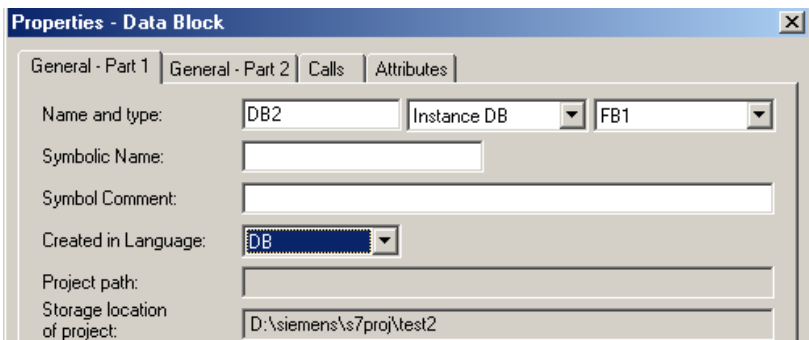 Properties - Data Block
General - Part 1 General - Part 2 Calls Attributes
Name and type: DB2 Instance DB FB1
Symbolic Name:
Symbol Comment:
Created in Language: DB
Project path:
Storage location
of project: D:\siemens\s7proj\test2